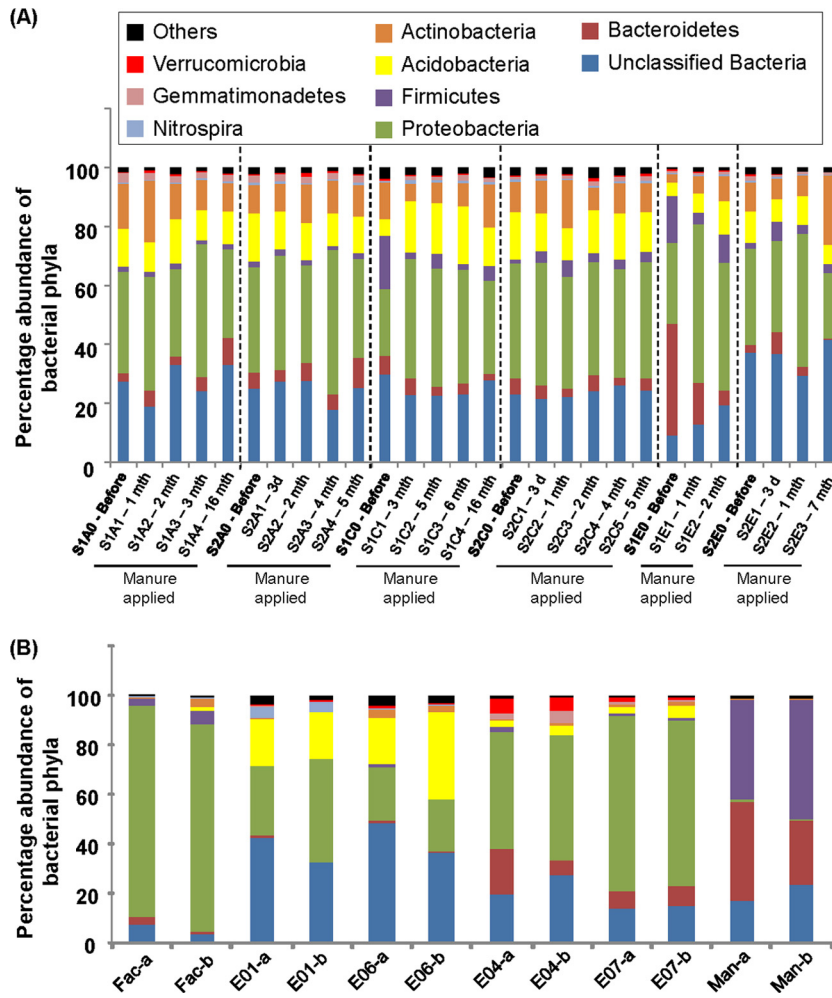 (A)
Others
Actinobacteria
Bacteroidetes
Verrucomicrobia
Acidobacteria
Unclassified Bacteria
Gemmatimonadetes
Firmicutes
Nitrospira
Proteobacteria
Percentage abundance of
bacterial phyla
100
80
60
40
20
0
S1A0 - Before
S1A1 – 1 mth
S1A2 – 2 mth
S1A3 – 3 mth
S1A4 – 16 mth
S2A0 - Before
S2A1 – 3d
S2A2 – 2 mth
S2A3 – 4 mth
S2A4 – 5 mth
S1C0 - Before
S1C1 – 3 mth
S1C2 – 5 mth
S1C3 – 6 mth
S1C4 – 16 mth
S2C0 - Before
S2C1 – 3 d
S2C2 – 1 mth
S2C3 – 2 mth
S2C4 – 4 mth
S2C5 – 5 mth
S1E0 – Before
S1E1 – 1 mth
S1E2 – 2 mth
S2E0 - Before
S2E1 – 3 d
S2E2 – 1 mth
S2E3 – 7 mth
Manure
applied
Manure
applied
Manure
applied
Manure
applied
Manure
applied
Manure
applied
(B)
Percentage abundance of
bacterial phyla
100
80
60
40
20
0
Fac-a
Fac-b
E01-a
E01-b
E06-a
E06-b
E04-a
E04-b
E07-a
E07-b
Man-a
Man-b